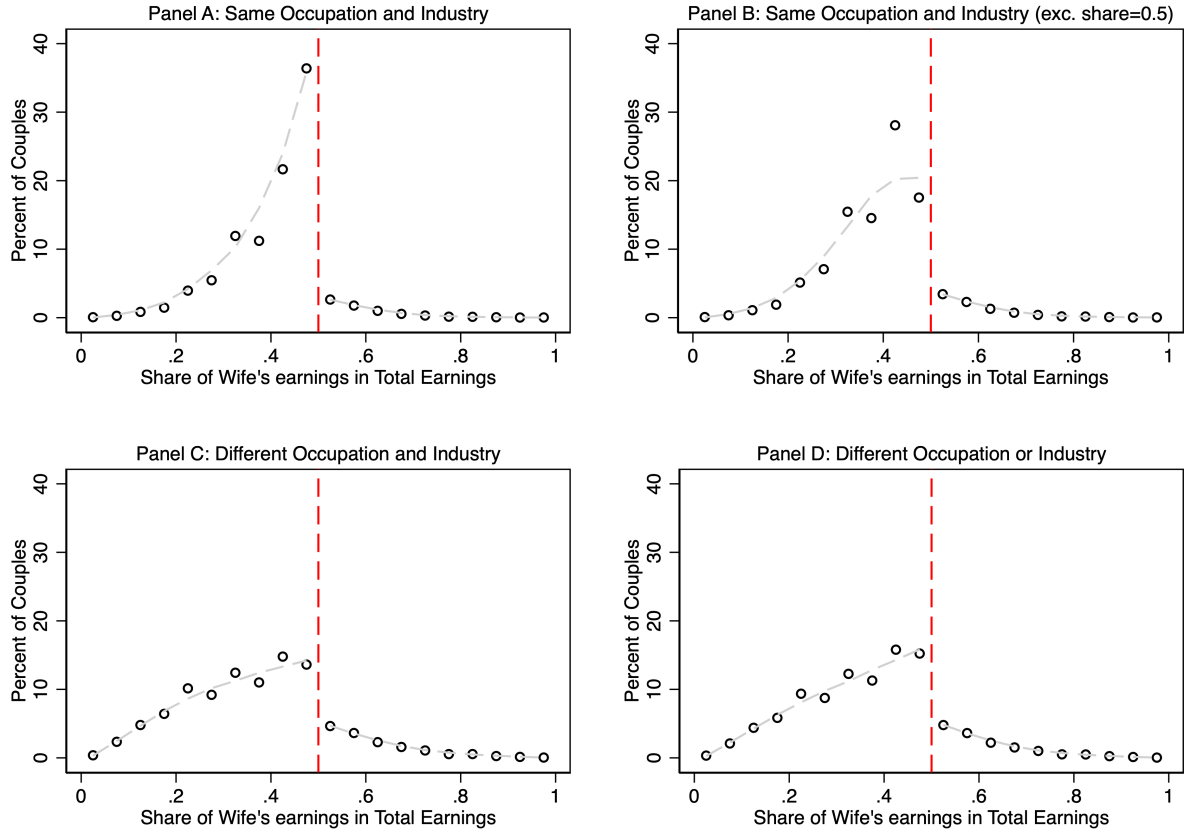 Panel A: Same Occupation and Industry
Percent of Couples
40
30
20
10
0
0 .2 .4 .6 .8 1
Share of Wife's earnings in Total Earnings
Panel B: Same Occupation and Industry (exc. share=0.5)
Percent of Couples
40
30
20
10
0
0 .2 .4 .6 .8 1
Share of Wife's earnings in Total Earnings
Panel C: Different Occupation and Industry
Percent of Couples
40
30
20
10
0
0 .2 .4 .6 .8 1
Share of Wife's earnings in Total Earnings
Panel D: Different Occupation or Industry
Percent of Couples
40
30
20
10
0
0 .2 .4 .6 .8 1
Share of Wife's earnings in Total Earnings